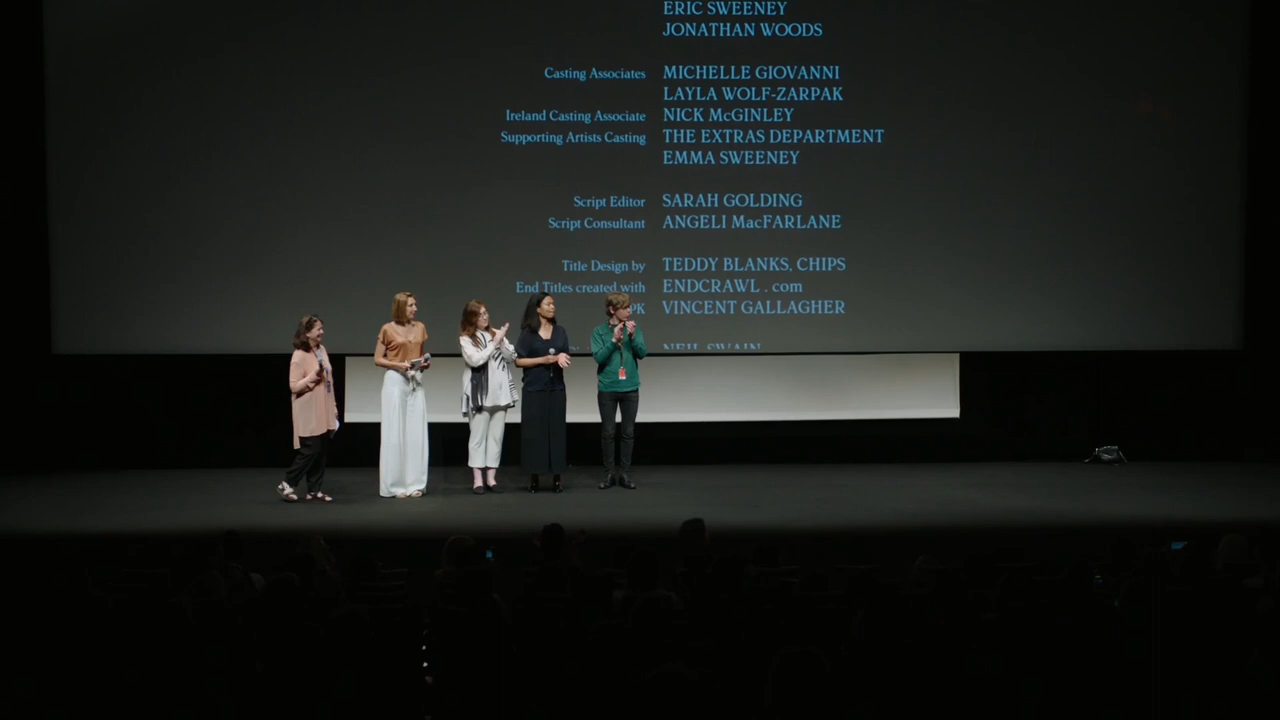 ERIC SWEENEY
JONATHAN WOODS
Casting Associates MICHELLE GIOVANNI
LAYLA WOLF-ZARPAK
Ireland Casting Associate NICK McGINLEY
Supporting Artists Casting THE EXTRAS DEPARTMENT
EMMA SWEENEY
Script Editor SARAH GOLDING
Script Consultant ANGELI MacFARLANE
Title Design by TEDDY BLANKS, CHIPS
End Titles created with ENDCRAWL . com
VINCENT GALLAGHER
NEIL SWAIN